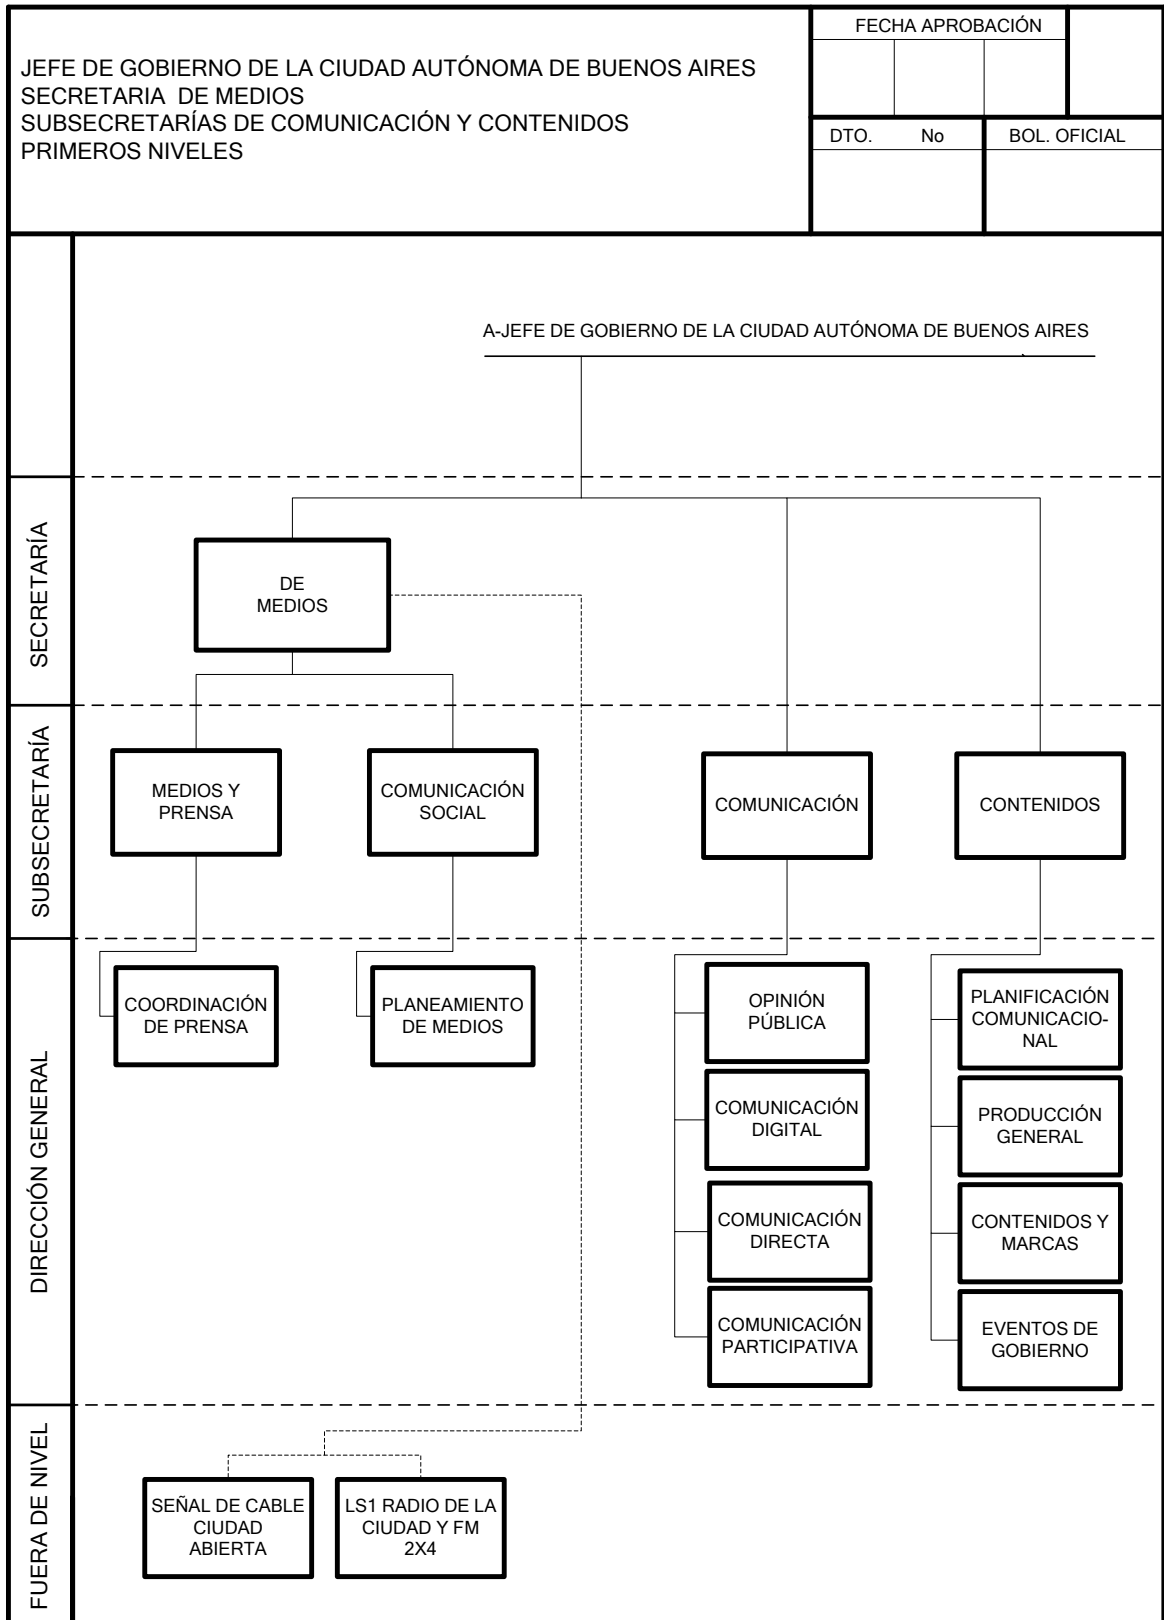 JEFE DE GOBIERNO DE LA CIUDAD AUTÓNOMA DE BUENOS AIRES
SECRETARIA DE MEDIOS
SUBSECRETARÍAS DE COMUNICACIÓN Y CONTENIDOS
PRIMEROS NIVELES
FECHA APROBACIÓN
DTO. No
BOL. OFICIAL
A-JEFE DE GOBIERNO DE LA CIUDAD AUTÓNOMA DE BUENOS AIRES
SECRETARÍA
DE
MEDIOS
SUBSECRETARÍA
MEDIOS Y
PRENSA
COMUNICACIÓN
SOCIAL
COMUNICACIÓN
CONTENIDOS
DIRECCIÓN GENERAL
COORDINACIÓN
DE PRENSA
PLANEAMIENTO
DE MEDIOS
OPINIÓN
PÚBLICA
COMUNICACIÓN
DIGITAL
COMUNICACIÓN
DIRECTA
COMUNICACIÓN
PARTICIPATIVA
PLANIFICACIÓN
COMUNICACIO-
NAL
PRODUCCIÓN
GENERAL
CONTENIDOS Y
MARCAS
EVENTOS DE
GOBIERNO
FUERA DE NIVEL
SEÑAL DE CABLE
CIUDAD
ABIERTA
LS1 RADIO DE LA
CIUDAD Y FM
2X4